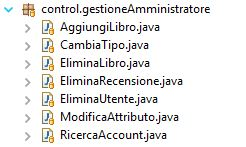 control.gestioneAmministratore
AggiungiLibro.java
CambiaTipo.java
EliminaLibro.java
EliminaRecensione.java
EliminaUtente.java
ModificaAttributo.java
RicercaAccount.java